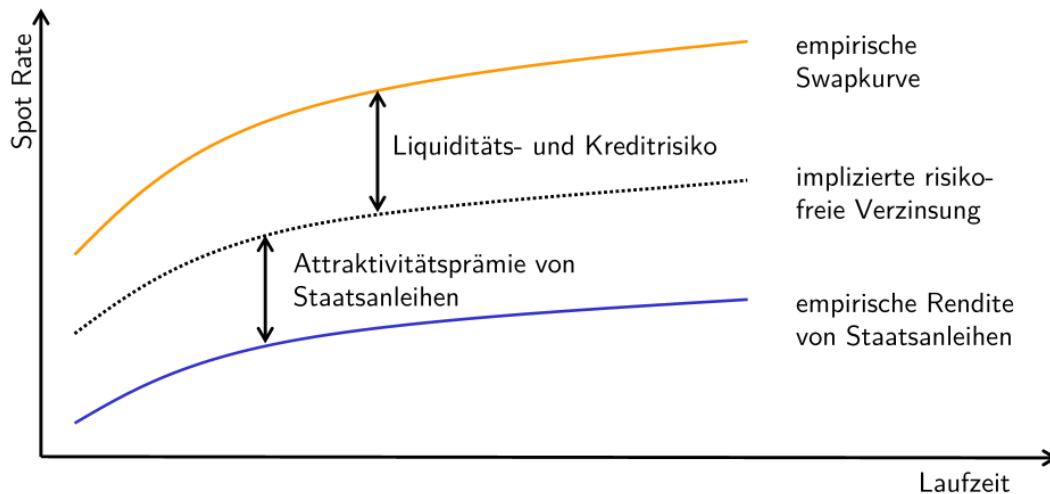 Spot Rate
empirische
Swapkurve
Liquiditäts- und Kreditrisiko
implizierte risiko-
freie Verzinsung
Attraktivitätsprämie von
Staatsanleihen
empirische Rendite
von Staatsanleihen
Laufzeit